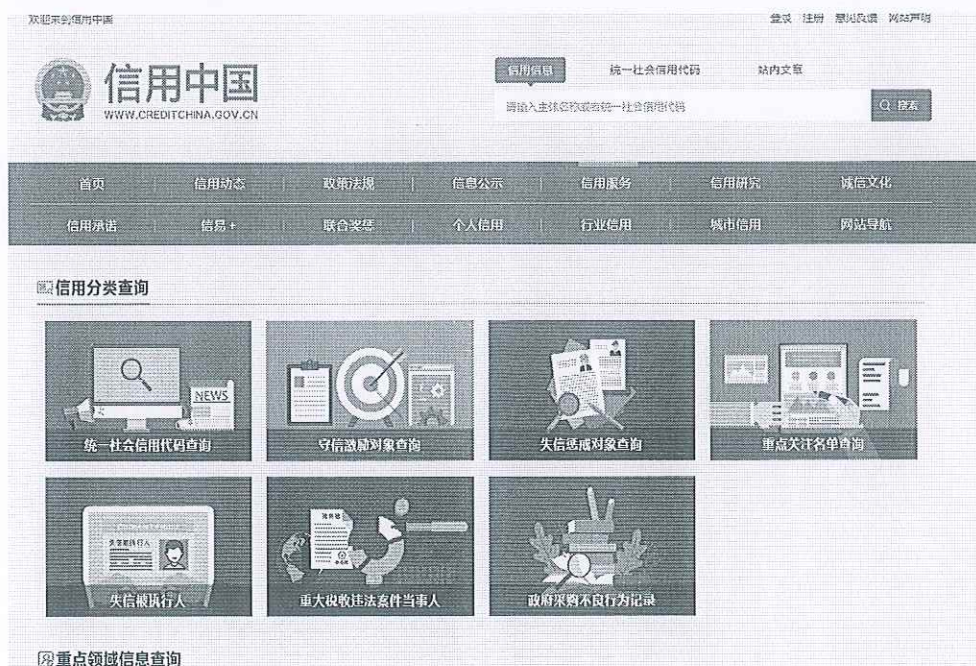 欢迎来到信用中国
登录 注册 意见反馈 网站声明
信用中国
WWW.CREDITCHINA.GOV.CN
信用信息 统一社会信用代码 站内文章
请输入主体名称或者统一社会信用代码 搜索
首页 信用动态 政策法规 信息公示 信用服务 信用研究 诚信文化
信用承诺 信易+ 联合奖惩 个人信用 行业信用 城市信用 网站导航
信用分类查询
NEWS
统一社会信用代码查询 守信激励对象查询 失信惩戒对象查询 重点关注名单查询
失信被执行人
失信被执行人 重大税收违法案件当事人 政府采购不良行为记录
重点领域信息查询